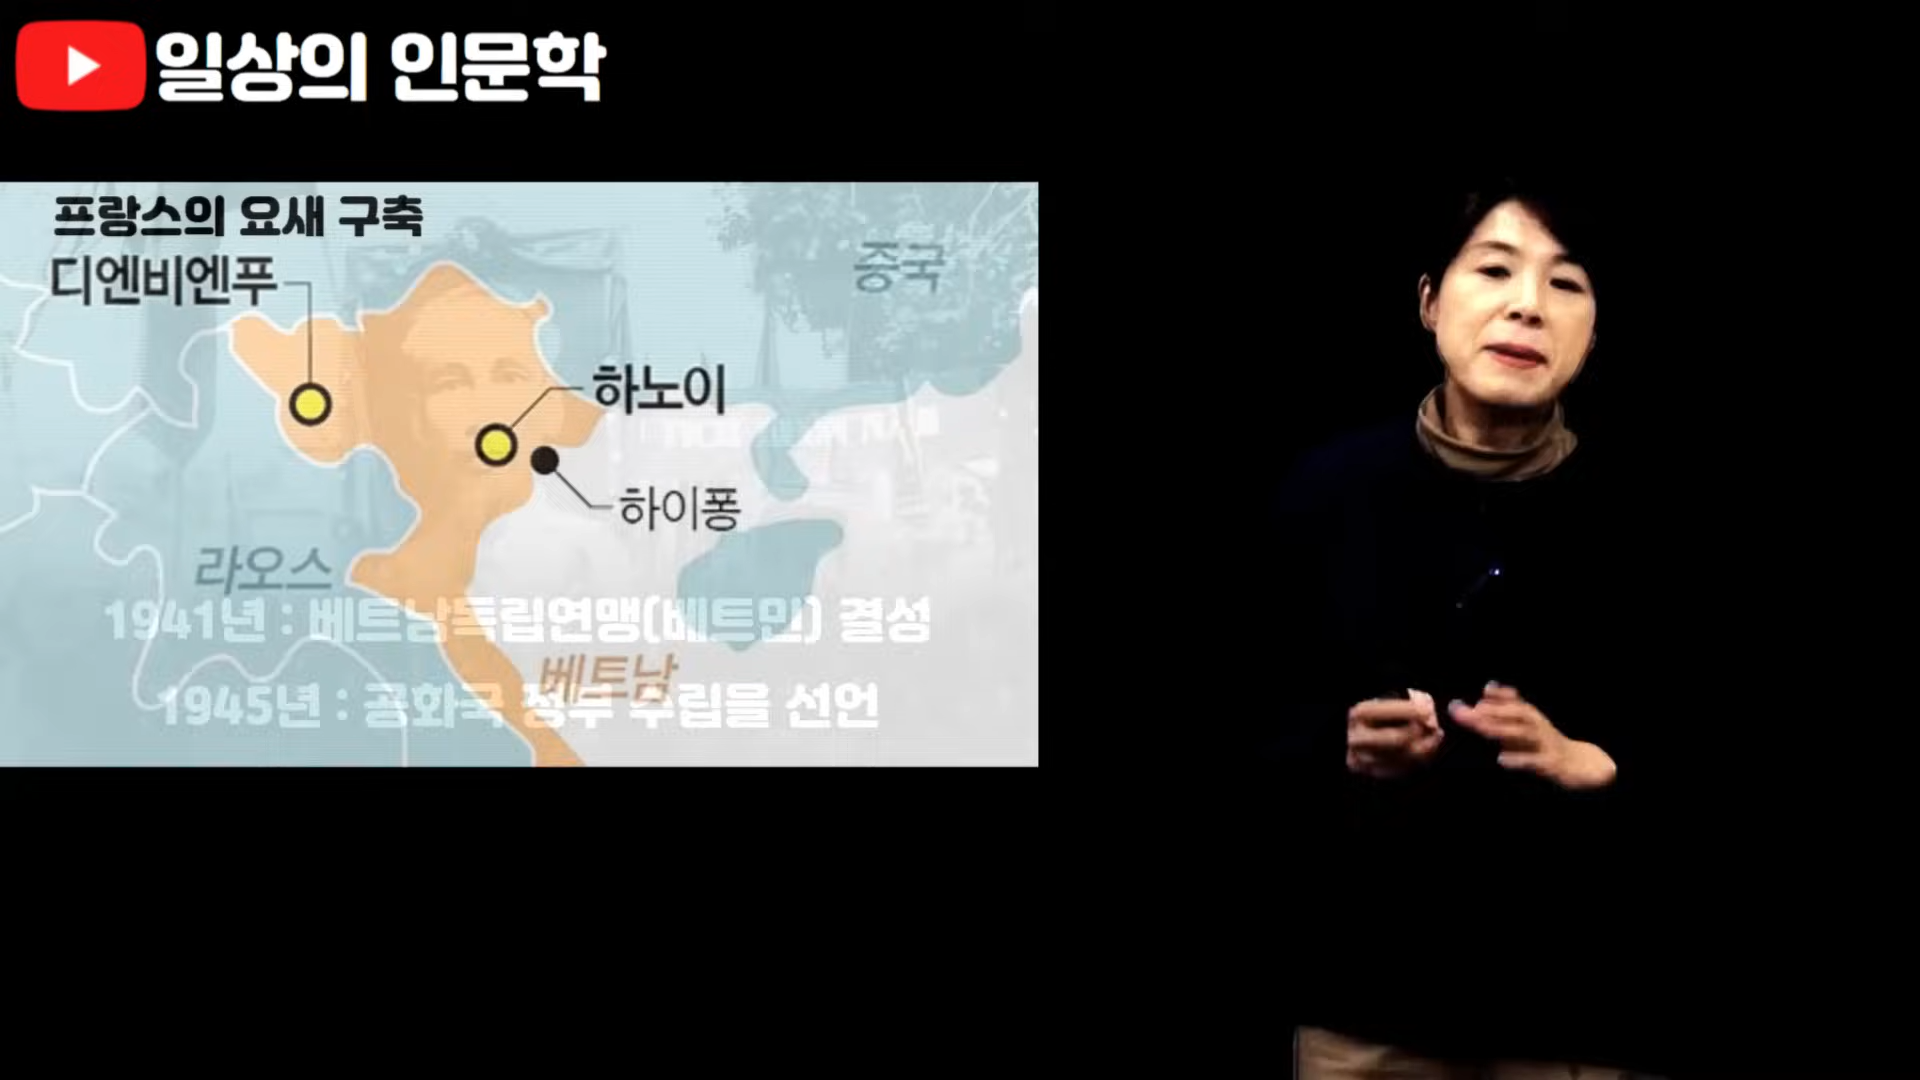 일상의 인문학
프랑스의 요새 구축
디엔비엔푸
중국
하노이
하이퐁
라오스
1941년 : 베트남독립연맹(베트민) 결성
베트남
1945년 : 공화국 정부 수립을 선언